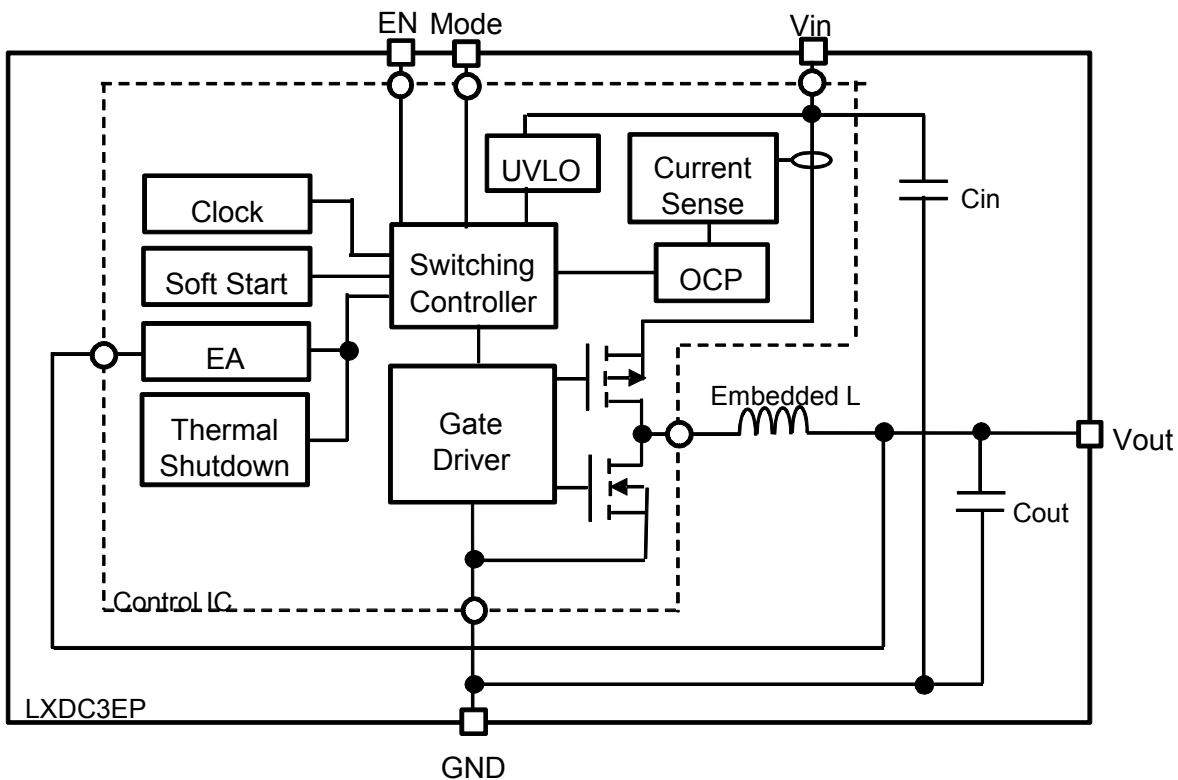 EN Mode Vin
UVLO
Current
Sense
Cin
Clock
Switching
Controller
Soft Start
OCP
EA
Embedded L
Thermal
Shutdown
Gate
Driver
Vout
Cout
Control IC
LXDC3EP
GND